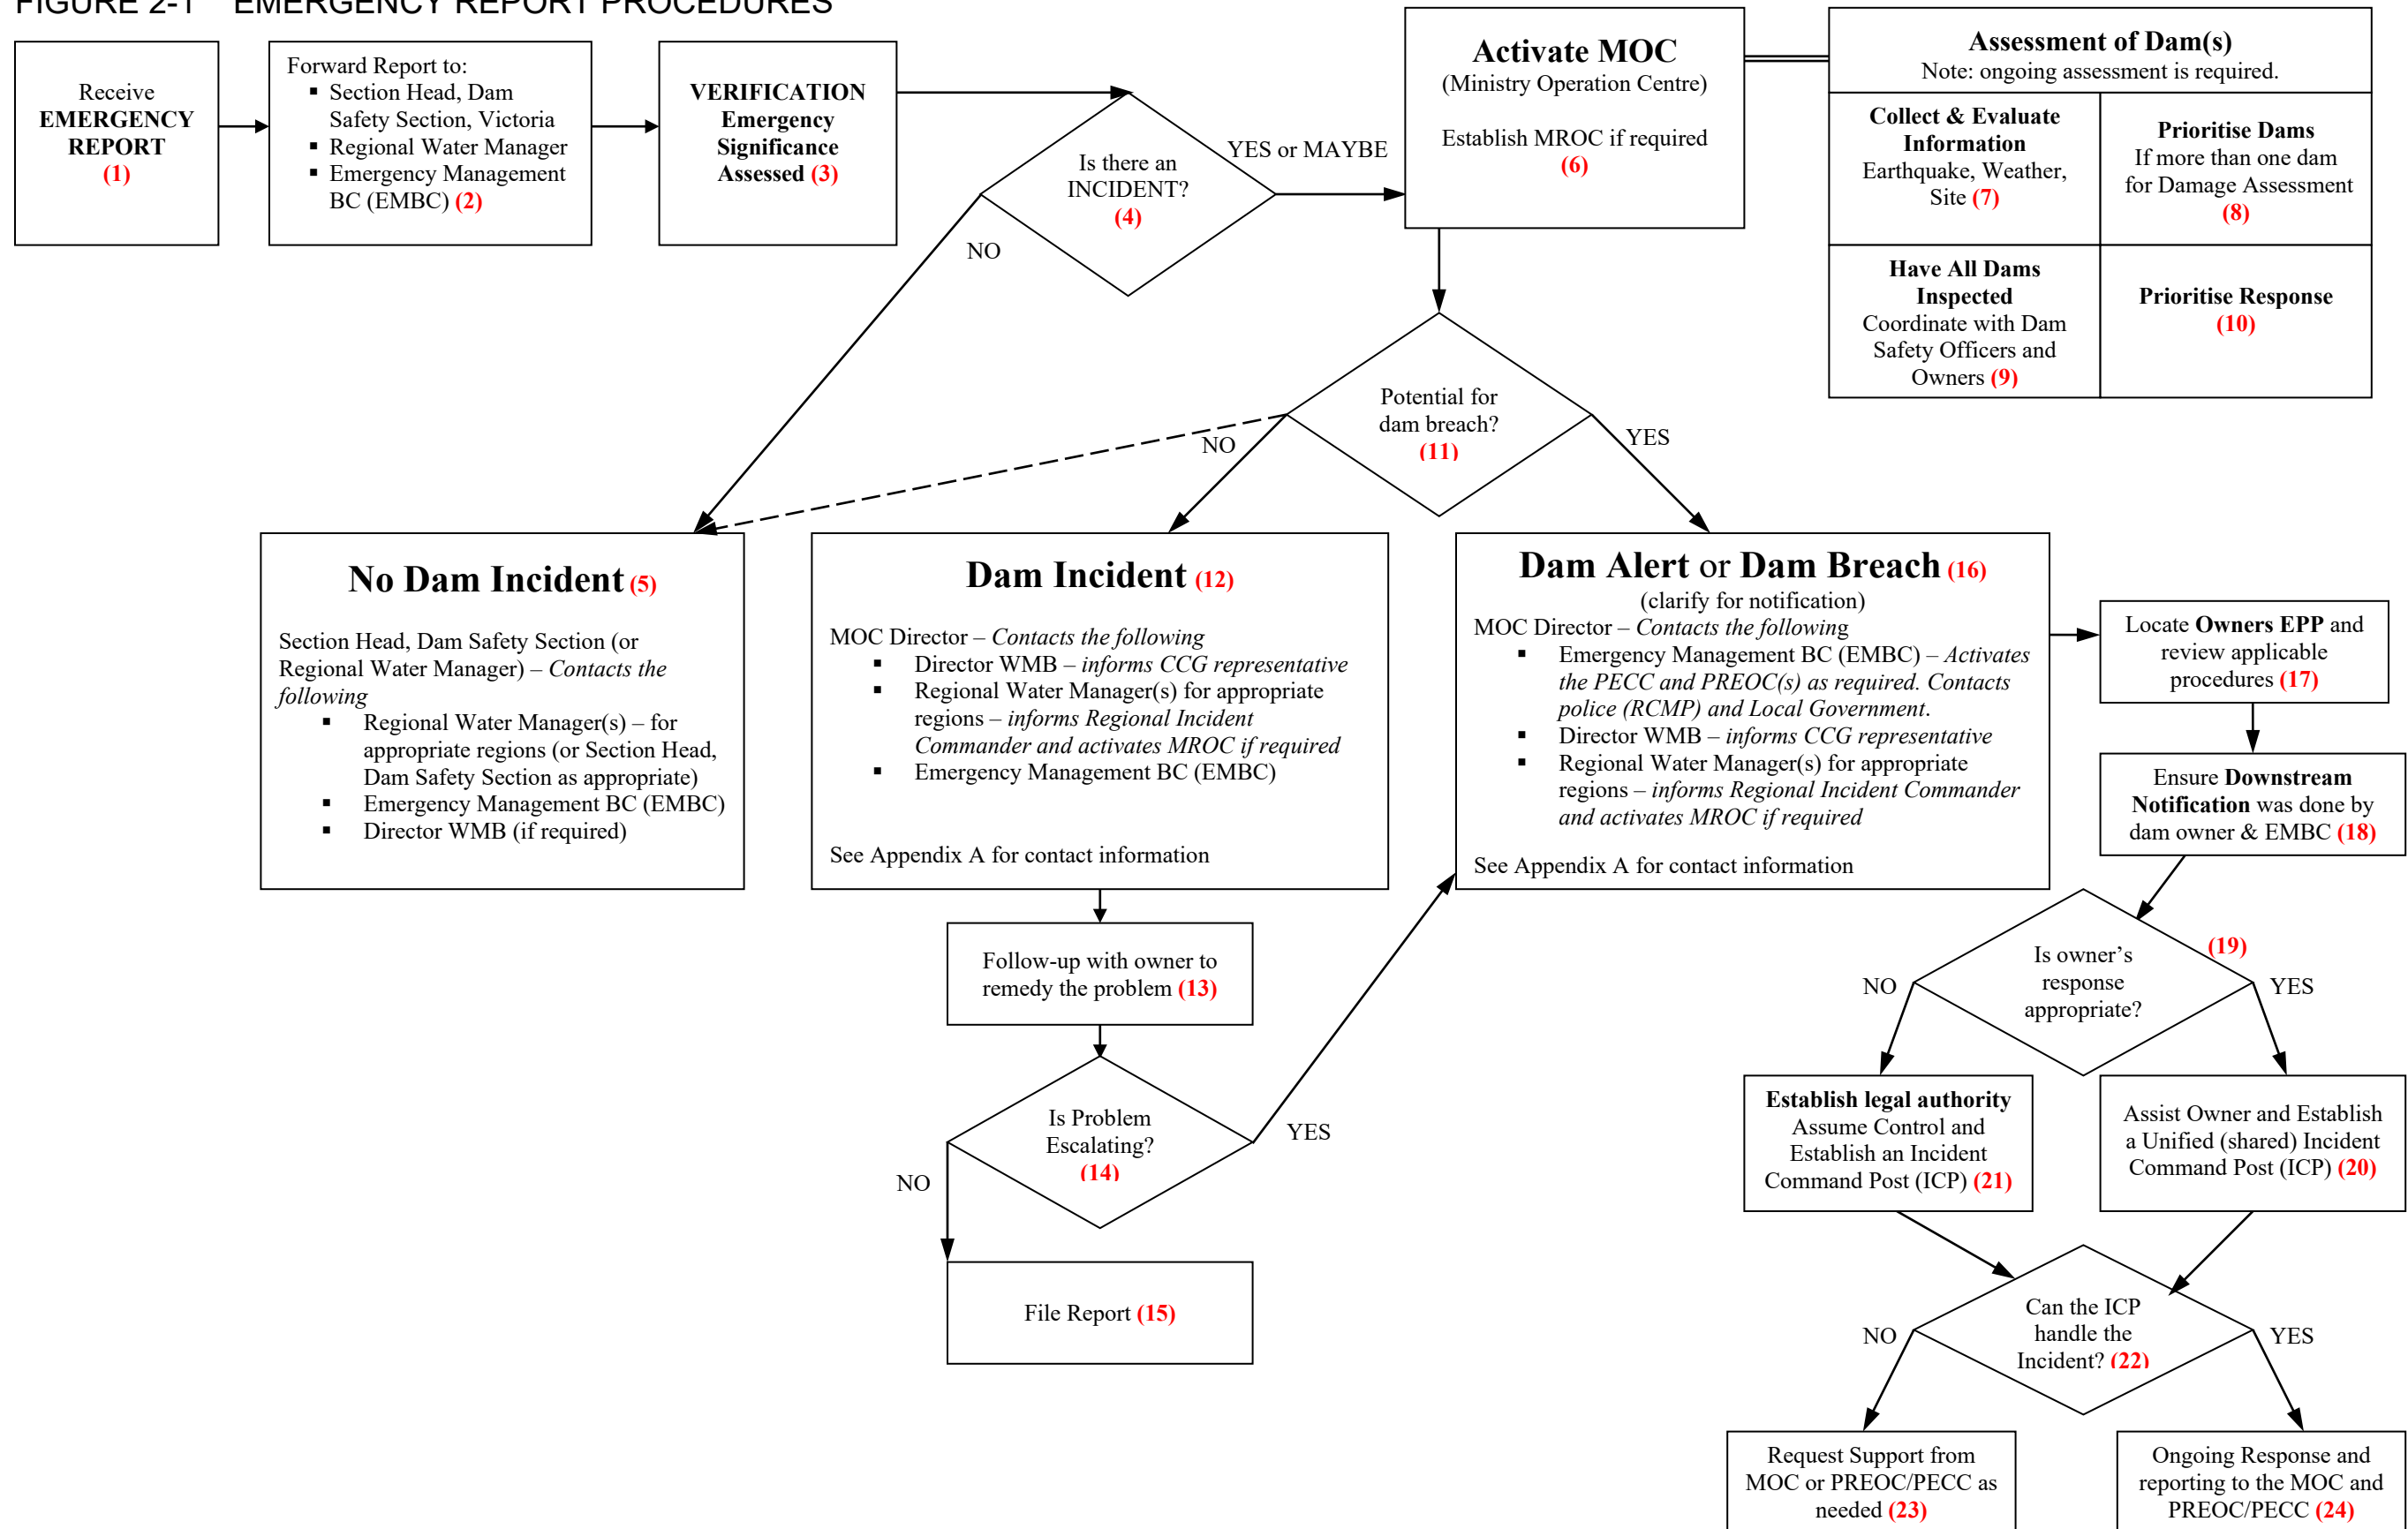 FIGURE 2-1 EMERGENCY REPORT PROCEDURES
Receive
EMERGENCY
REPORT
(1)
Forward Report to:
▪ Section Head, Dam
Safety Section, Victoria
▪ Regional Water Manager
▪ Emergency Management
BC (EMBC) (2)
VERIFICATION
Emergency
Significance
Assessed (3)
Is there an
INCIDENT?
(4)
YES or MAYBE
NO
Activate MOC
(Ministry Operation Centre)
Establish MROC if required
(6)
Assessment of Dam(s)
Note: ongoing assessment is required.
Collect & Evaluate
Information
Earthquake, Weather,
Site (7)
Prioritise Dams
If more than one dam
for Damage Assessment
(8)
Have All Dams
Inspected
Coordinate with Dam
Safety Officers and
Owners (9)
Prioritise Response
(10)
Potential for
dam breach?
(11)
NO
YES
No Dam Incident (5)
Section Head, Dam Safety Section (or
Regional Water Manager) – Contacts the
following
▪ Regional Water Manager(s) – for
appropriate regions (or Section Head,
Dam Safety Section as appropriate)
▪ Emergency Management BC (EMBC)
▪ Director WMB (if required)
Dam Incident (12)
MOC Director – Contacts the following
▪ Director WMB – informs CCG representative
▪ Regional Water Manager(s) for appropriate
regions – informs Regional Incident
Commander and activates MROC if required
▪ Emergency Management BC (EMBC)
See Appendix A for contact information
Dam Alert or Dam Breach (16)
(clarify for notification)
MOC Director – Contacts the following
▪ Emergency Management BC (EMBC) – Activates
the PECC and PREOC(s) as required. Contacts
police (RCMP) and Local Government.
▪ Director WMB – informs CCG representative
▪ Regional Water Manager(s) for appropriate
regions – informs Regional Incident Commander
and activates MROC if required
See Appendix A for contact information
Locate Owners EPP and
review applicable
procedures (17)
Ensure Downstream
Notification was done by
dam owner & EMBC (18)
Follow-up with owner to
remedy the problem (13)
Is Problem
Escalating?
(14)
NO
YES
File Report (15)
(19)
Is owner's
response
appropriate?
NO
YES
Establish legal authority
Assume Control and
Establish an Incident
Command Post (ICP) (21)
Assist Owner and Establish
a Unified (shared) Incident
Command Post (ICP) (20)
Can the ICP
handle the
Incident? (22)
NO
YES
Request Support from
MOC or PREOC/PECC as
needed (23)
Ongoing Response and
reporting to the MOC and
PREOC/PECC (24)